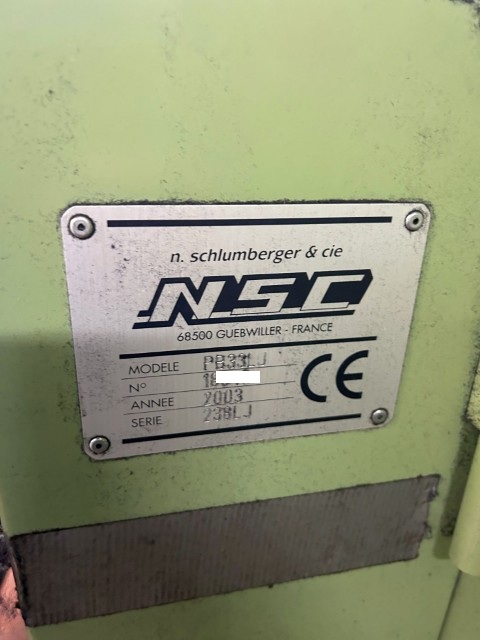 n. schlumberger & cie
NSC
68500 GUEBWILLER - FRANCE
MODELE PB33LJ
N°
ANNEE 2003
SERIE 238LJ
CE